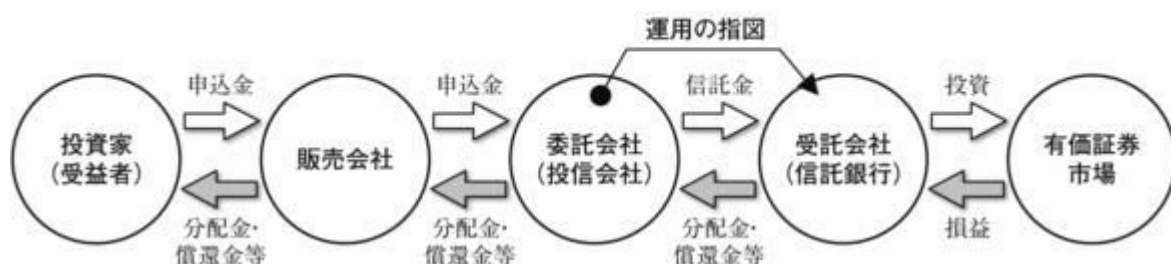 運用の指図
申込金
申込金
信託金
投資
投資家
(受益者)
販売会社
委託会社
(投信会社)
受託会社
(信託銀行)
有価証券
市場
分配金・
償還金等
分配金・
償還金等
分配金・
償還金等
損益